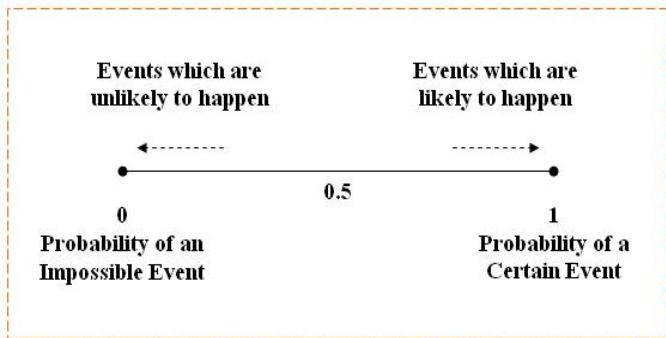 Events which are
unlikely to happen
Events which are
likely to happen
0.5
0
Probability of an
Impossible Event
1
Probability of a
Certain Event